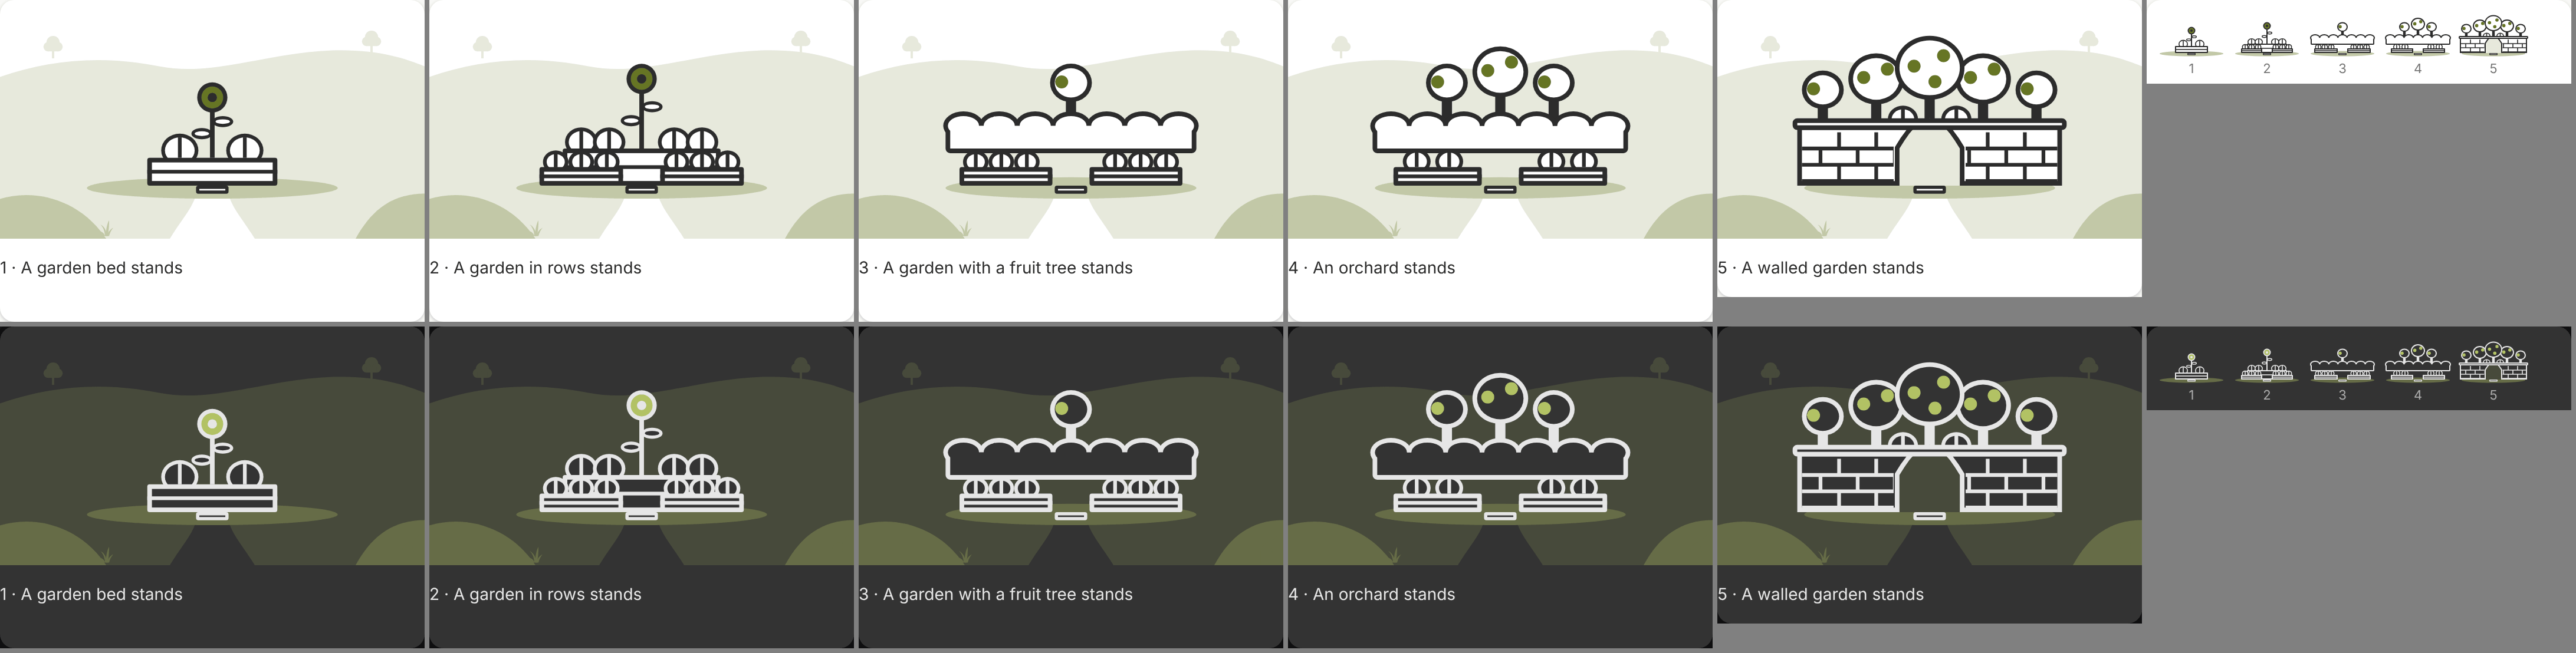 1 · A garden bed stands
2 · A garden in rows stands
3 · A garden with a fruit tree stands
4 · An orchard stands
5 · A walled garden stands
1 2 3 4 5
1 · A garden bed stands
2 · A garden in rows stands
3 · A garden with a fruit tree stands
4 · An orchard stands
5 · A walled garden stands
1 2 3 4 5